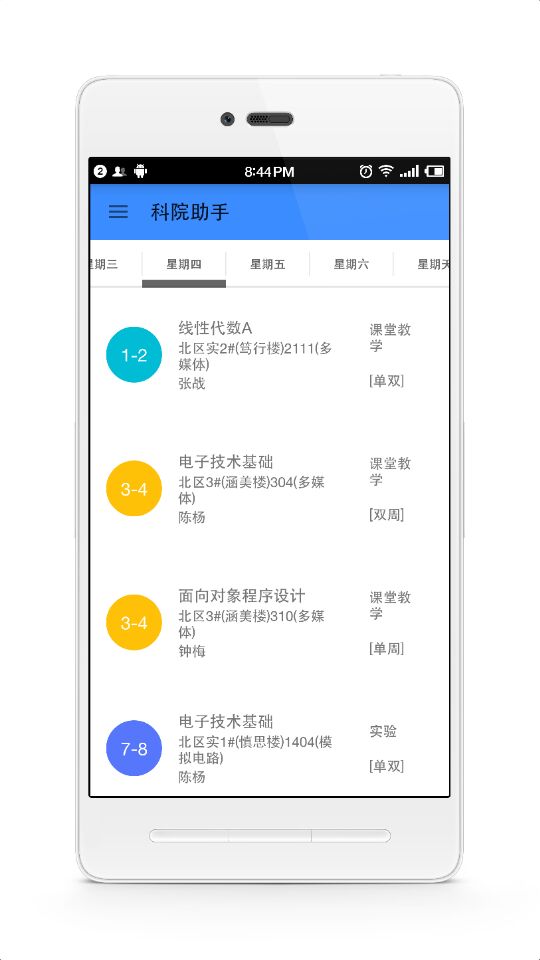 2
8:44PM
科院助手
星期三
星期四
星期五
星期六
星期天
1-2
线性代数A
北区实2#(笃行楼)2111(多
媒体)
张战
课堂教
学
[单双]
3-4
电子技术基础
北区3#(涵美楼)304(多媒
体)
陈杨
课堂教
学
[双周]
3-4
面向对象程序设计
北区3#(涵美楼)310(多媒
体)
钟梅
课堂教
学
[单周]
7-8
电子技术基础
北区实1#(慎思楼)1404(模
拟电路)
陈杨
实验
[单双]